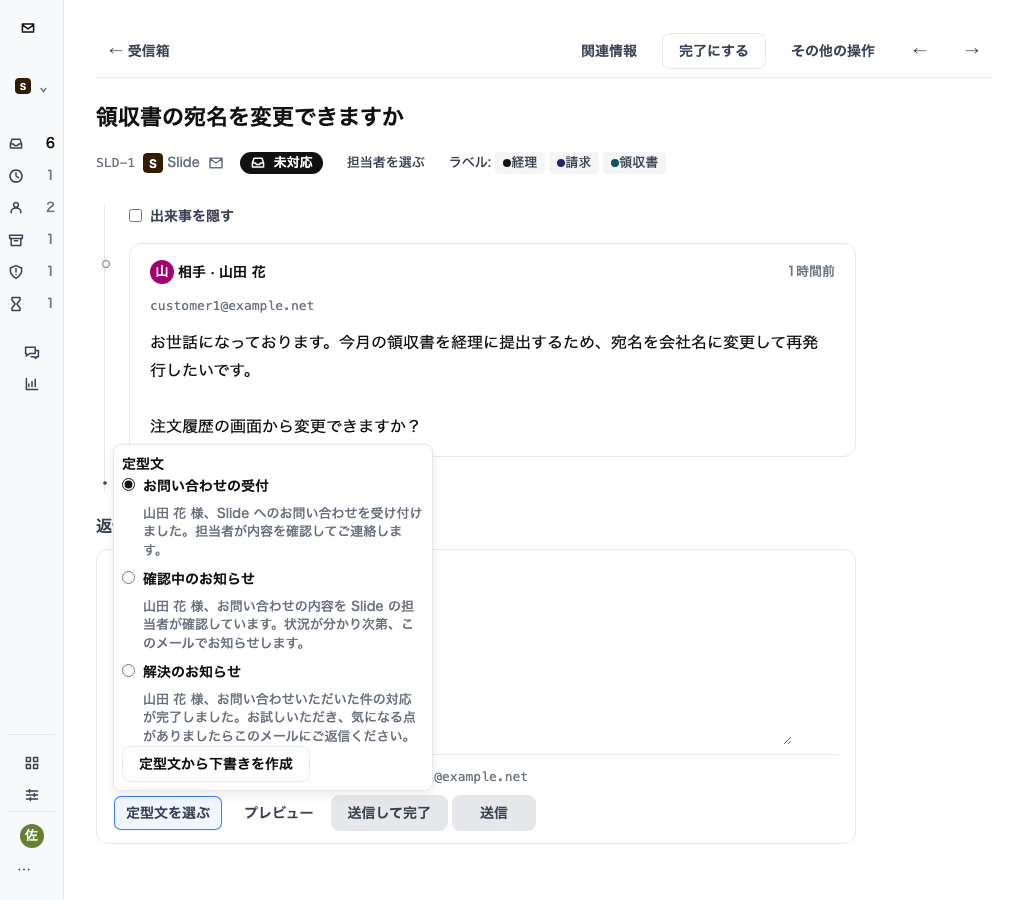 S
6
1
2
1
1
1
佐
…
← 受信箱
関連情報
完了にする
その他の操作
←
→
領収書の宛名を変更できますか
SLD-1 S Slide 未対応 担当者を選ぶ ラベル: 経理 請求 領収書
出来事を隠す
山 相手 · 山田 花 1時間前
customer1@example.net
お世話になっております。今月の領収書を経理に提出するため、宛名を会社名に変更して再発
行したいです。
注文履歴の画面から変更できますか？
定型文
お問い合わせの受付
山田 花 様、Slide へのお問い合わせを受け付け
ました。担当者が内容を確認してご連絡しま
す。
確認中のお知らせ
山田 花 様、お問い合わせの内容を Slide の担
当者が確認しています。状況が分かり次第、こ
のメールでお知らせします。
解決のお知らせ
山田 花 様、お問い合わせいただいた件の対応
が完了しました。お試しいただき、気になる点
がありましたらこのメールにご返信ください。
定型文から下書きを作成
@example.net
定型文を選ぶ
プレビュー
送信して完了
送信